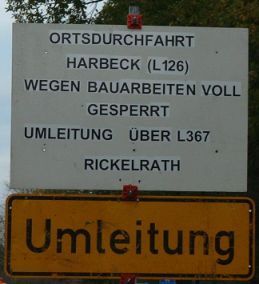 ORTSDURCHFAHRT
HARBECK (L126)
WEGEN BAUARBEITEN VOLL
GESPERRT
UMLEITUNG ÜBER L367
RICKELRATH
Umleitung